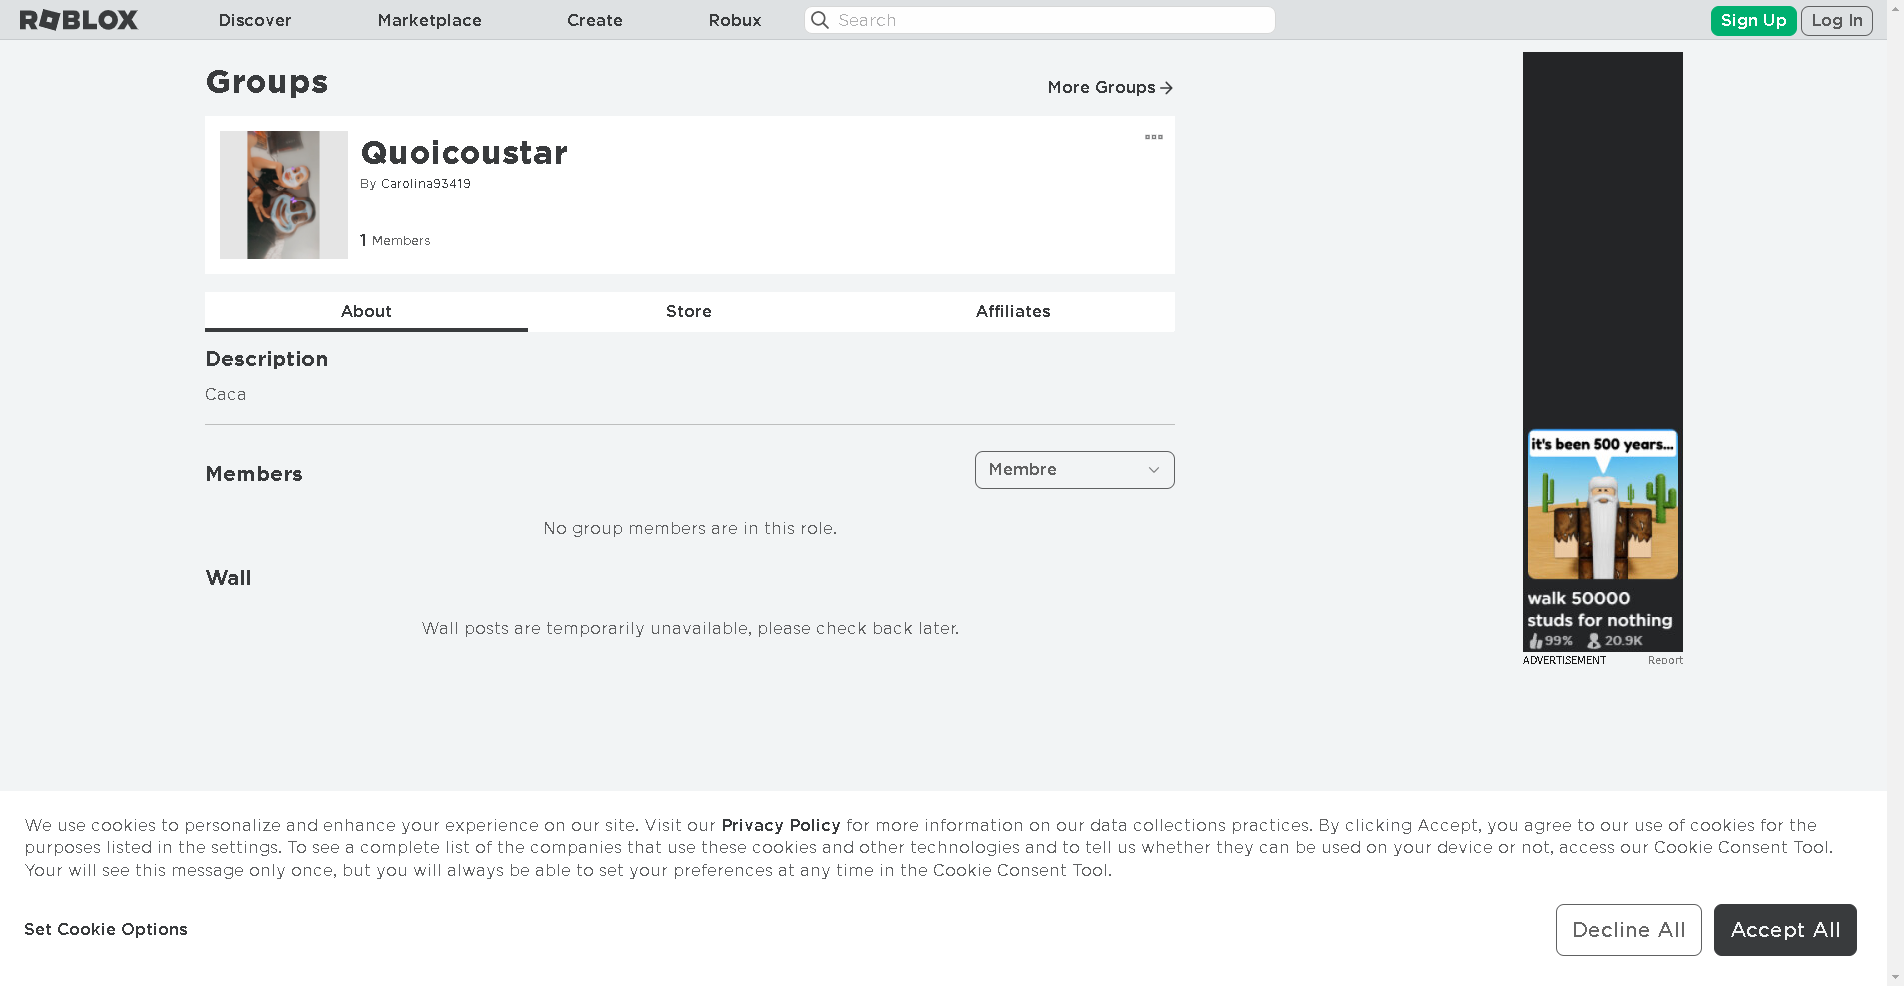 ROBLOX Discover Marketplace Create Robux Search Sign Up Log In
Groups
More Groups
Quoicoustar
By Carolina93419
1 Members
About Store Affiliates
Description
Caca
Members
Membre
No group members are in this role.
Wall
Wall posts are temporarily unavailable, please check back later.
it's been 500 years...
walk 50000
studs for nothing
99% 20.9K
ADVERTISEMENT Report
We use cookies to personalize and enhance your experience on our site. Visit our Privacy Policy for more information on our data collections practices. By clicking Accept, you agree to our use of cookies for the
purposes listed in the settings. To see a complete list of the companies that use these cookies and other technologies and to tell us whether they can be used on your device or not, access our Cookie Consent Tool.
Your will see this message only once, but you will always be able to set your preferences at any time in the Cookie Consent Tool.
Set Cookie Options
Decline All
Accept All